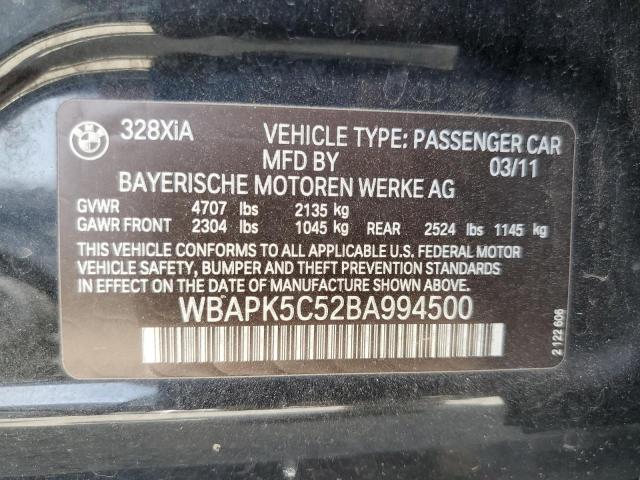 BMW
328XiA VEHICLE TYPE: PASSENGER CAR
MFD BY 03/11
BAYERISCHE MOTOREN WERKE AG
GVWR 4707 lbs 2135 kg
GAWR FRONT 2304 lbs 1045 kg REAR 2524 lbs 1145 kg
THIS VEHICLE CONFORMS TO ALL APPLICABLE U.S. FEDERAL MOTOR
VEHICLE SAFETY, BUMPER AND THEFT PREVENTION STANDARDS
IN EFFECT ON THE DATE OF MANUFACTURE SHOWN ABOVE.
WBAPK5C52BA994500
2 122 606